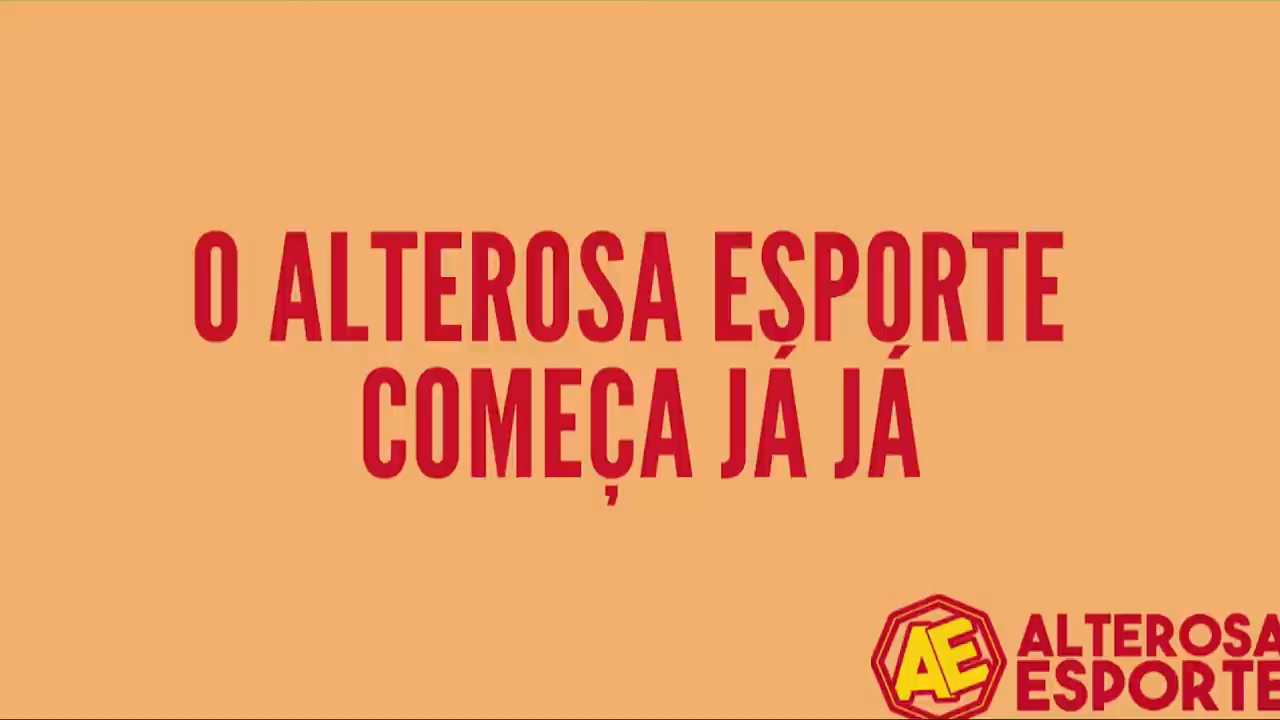 O ALTEROSA ESPORTE
COMEÇA JÁ JÁ
AE
ALTEROSA
ESPORTE